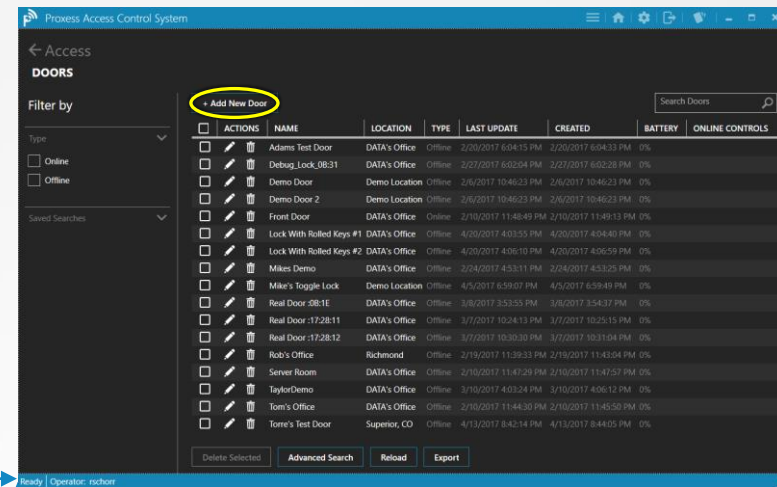 Proxess Access Control System
Access
DOORS
Filter by
Type
Online
Offline
Saved Searches
+ Add New Door
Search Doors
ACTIONS NAME LOCATION TYPE LAST UPDATE CREATED BATTERY ONLINE CONTROLS
Adams Test Door DATA's Office Offline 2/20/2017 6:04:15 PM 2/20/2017 6:04:33 PM 0%
Debug_Lock_0B:31 DATA's Office Offline 2/27/2017 6:02:04 PM 2/27/2017 6:02:28 PM 0%
Demo Door Demo Location Offline 2/6/2017 10:46:23 PM 2/6/2017 10:46:23 PM 0%
Demo Door 2 Demo Location Offline 2/6/2017 10:46:23 PM 2/6/2017 10:46:23 PM 0%
Front Door DATA's Office Online 2/10/2017 11:48:49 PM 2/10/2017 11:49:13 PM 0%
Lock With Rolled Keys #1 DATA's Office Offline 4/20/2017 4:03:55 PM 4/20/2017 4:04:40 PM 0%
Lock With Rolled Keys #2 DATA's Office Offline 4/20/2017 4:06:10 PM 4/20/2017 4:06:59 PM 0%
Mikes Demo DATA's Office Offline 2/24/2017 4:53:11 PM 2/24/2017 4:53:25 PM 0%
Mike's Toggle Lock Demo Location Offline 4/5/2017 6:59:07 PM 4/5/2017 6:59:49 PM 0%
Real Door :0B:1E DATA's Office Offline 3/8/2017 3:53:55 PM 3/8/2017 3:54:37 PM 0%
Real Door :17:28:11 DATA's Office Offline 3/7/2017 10:24:13 PM 3/7/2017 10:25:15 PM 0%
Real Door :17:28:12 DATA's Office Offline 3/7/2017 10:30:30 PM 3/7/2017 10:31:04 PM 0%
Rob's Office Richmond Offline 2/19/2017 11:39:33 PM 2/19/2017 11:43:04 PM 0%
Server Room DATA's Office Offline 2/10/2017 11:47:29 PM 2/10/2017 11:47:57 PM 0%
TaylorDemo DATA's Office Offline 3/10/2017 4:03:24 PM 3/10/2017 4:06:12 PM 0%
Tom's Office DATA's Office Offline 2/10/2017 11:44:30 PM 2/10/2017 11:45:50 PM 0%
Torre's Test Door Superior, CO Offline 4/13/2017 8:42:14 PM 4/13/2017 8:44:05 PM 0%
Delete Selected Advanced Search Reload Export
Ready Operator: rschorr